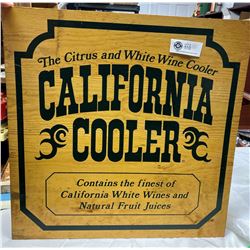 The Citrus and White Wine Cooler
CALIFORNIA
COOLER
Contains the finest of
California White Wines and
Natural Fruit Juices